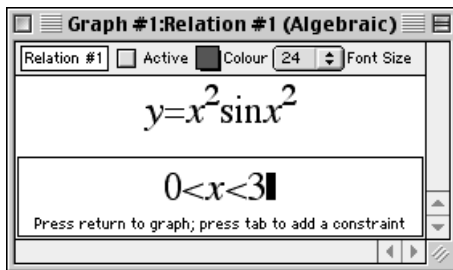 Graph #1:Relation #1 (Algebraic)
Relation #1 Active Colour 24 Font Size
y=x²sinx²
0<x<3
Press return to graph; press tab to add a constraint